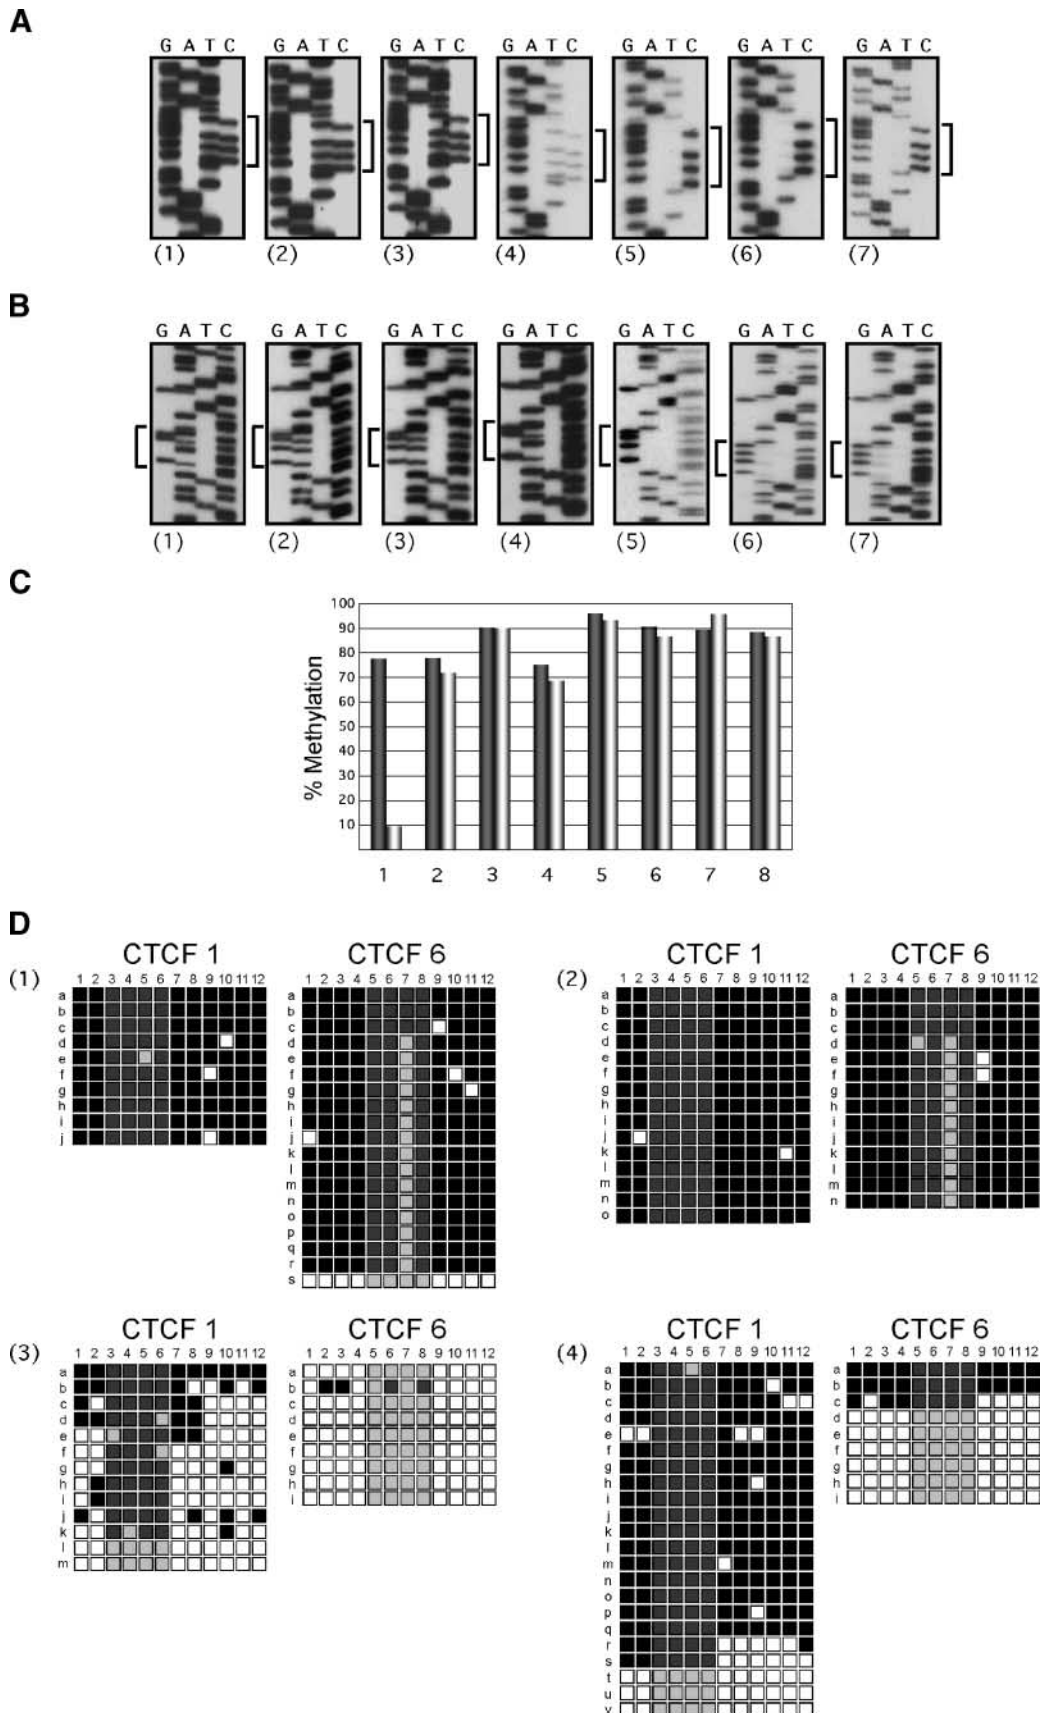 A
G A T C G A T C G A T C G A T C G A T C G A T C G A T C
(1) (2) (3) (4) (5) (6) (7)
B
G A T C G A T C G A T C G A T C G A T C G A T C G A T C
(1) (2) (3) (4) (5) (6) (7)
C
% Methylation
100
90
80
70
60
50
40
30
20
10
1 2 3 4 5 6 7 8
D
(1)
CTCF 1
1 2 3 4 5 6 7 8 9 10 11 12
a
b
c
d
e
f
g
h
i
j
CTCF 6
1 2 3 4 5 6 7 8 9 10 11 12
a
b
c
d
e
f
g
h
i
j
k
l
m
n
o
p
q
r
s
(2)
CTCF 1
1 2 3 4 5 6 7 8 9 10 11 12
a
b
c
d
e
f
g
h
i
j
k
l
m
n
o
CTCF 6
1 2 3 4 5 6 7 8 9 10 11 12
a
b
c
d
e
f
g
h
i
j
k
l
m
n
(3)
CTCF 1
1 2 3 4 5 6 7 8 9 10 11 12
a
b
c
d
e
f
g
h
i
j
k
l
m
CTCF 6
1 2 3 4 5 6 7 8 9 10 11 12
a
b
c
d
e
f
g
h
i
(4)
CTCF 1
1 2 3 4 5 6 7 8 9 10 11 12
a
b
c
d
e
f
g
h
i
j
k
l
m
n
o
p
q
r
s
t
u
v
CTCF 6
1 2 3 4 5 6 7 8 9 10 11 12
a
b
c
d
e
f
g
h
i